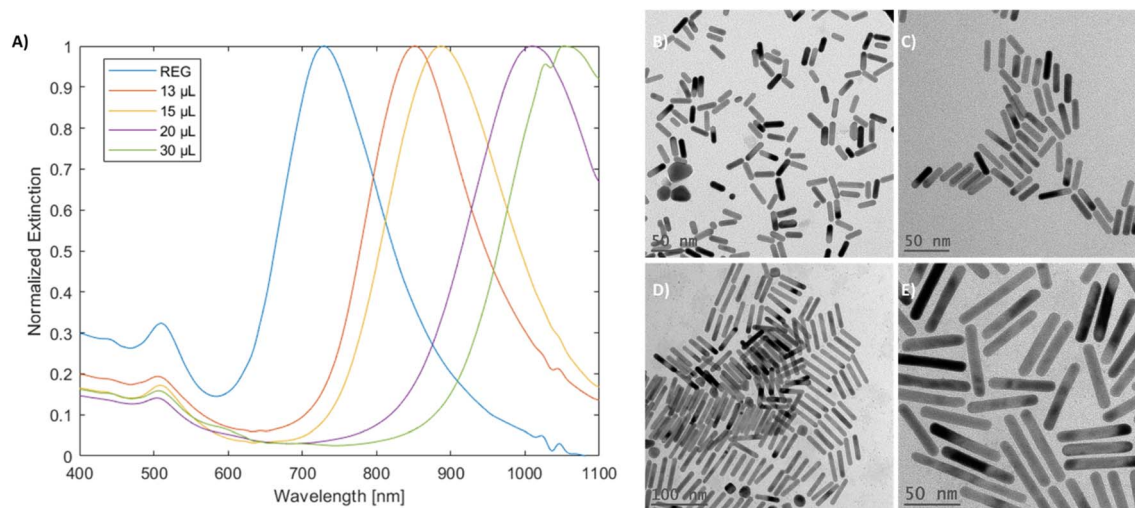 A)
Normalized Extinction
1
0.9
0.8
0.7
0.6
0.5
0.4
0.3
0.2
0.1
0
REG
13 µL
15 µL
20 µL
30 µL
400 500 600 700 800 900 1000 1100
Wavelength [nm]
B)
50 nm
C)
50 nm
D)
100 nm
E)
50 nm